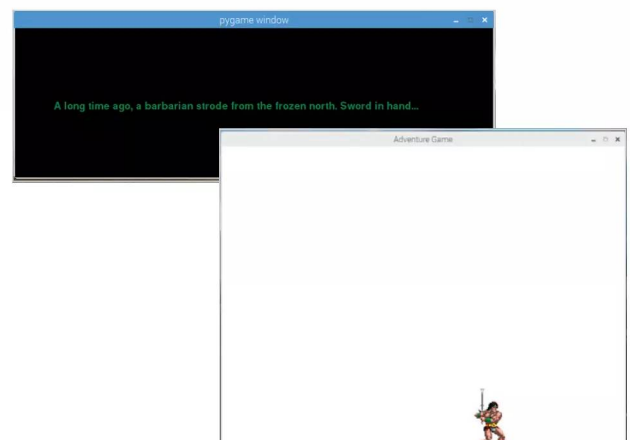 pygame window
A long time ago, a barbarian strode from the frozen north. Sword in hand...
Adventure Game